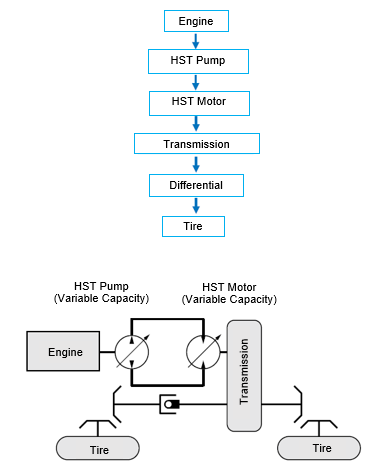 Engine
HST Pump
HST Motor
Transmission
Differential
Tire
HST Pump
(Variable Capacity)
HST Motor
(Variable Capacity)
Engine
Transmission
Tire
Tire